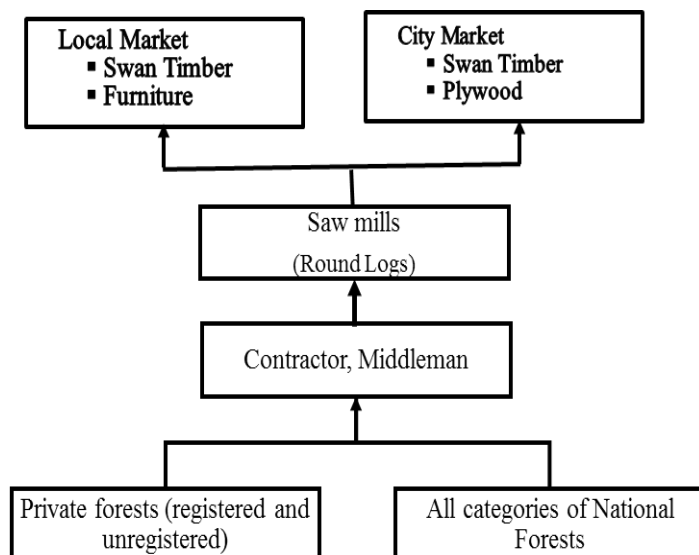 Local Market
▪ Swan Timber
▪ Furniture
City Market
▪ Swan Timber
▪ Plywood
Saw mills
(Round Logs)
Contractor, Middleman
Private forests (registered and
unregistered)
All categories of National
Forests